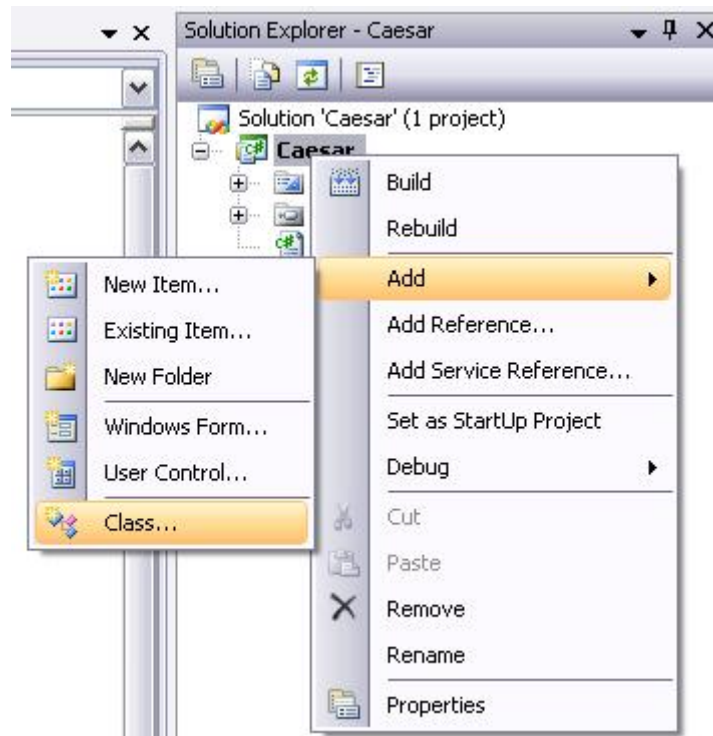 Solution Explorer - Caesar
Solution 'Caesar' (1 project)
Caesar
Build
Rebuild
Add
Add Reference...
Add Service Reference...
Set as StartUp Project
Debug
Cut
Paste
Remove
Rename
Properties
New Item...
Existing Item...
New Folder
Windows Form...
User Control...
Class...